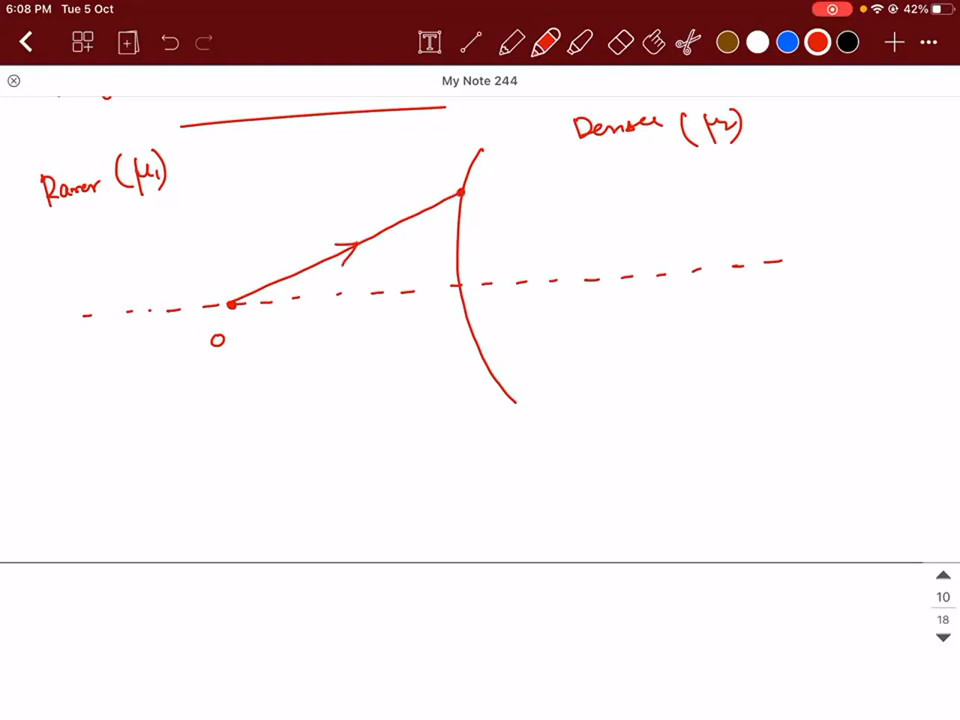 6:08 PM Tue 5 Oct
42%
My Note 244
Denser (μ2)
Rarer (μ1)
O
10
18